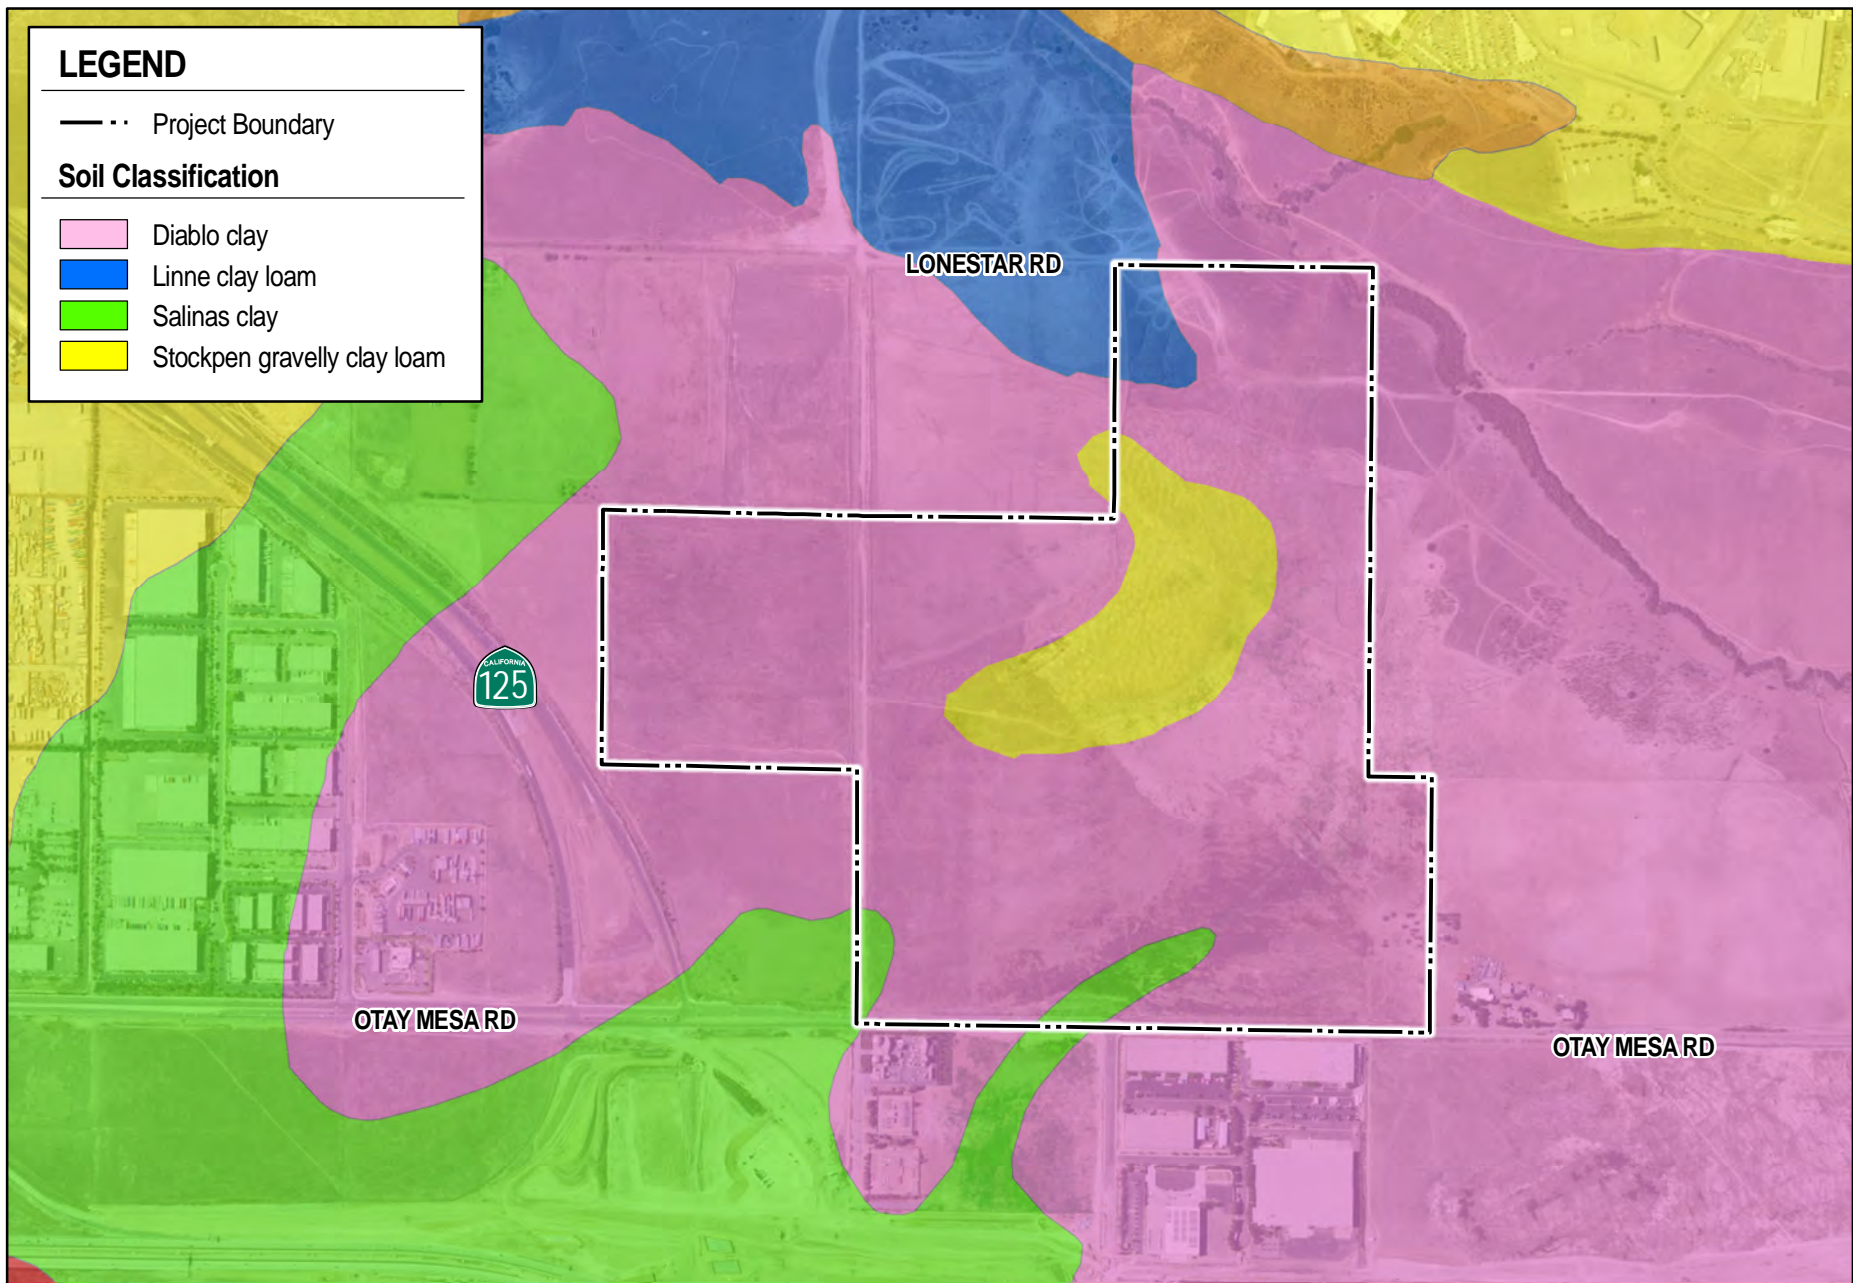 LEGEND
Project Boundary
Soil Classification
Diablo clay
Linne clay loam
Salinas clay
Stockpen gravelly clay loam
LONESTAR RD
CALIFORNIA
125
OTAY MESA RD
OTAY MESA RD